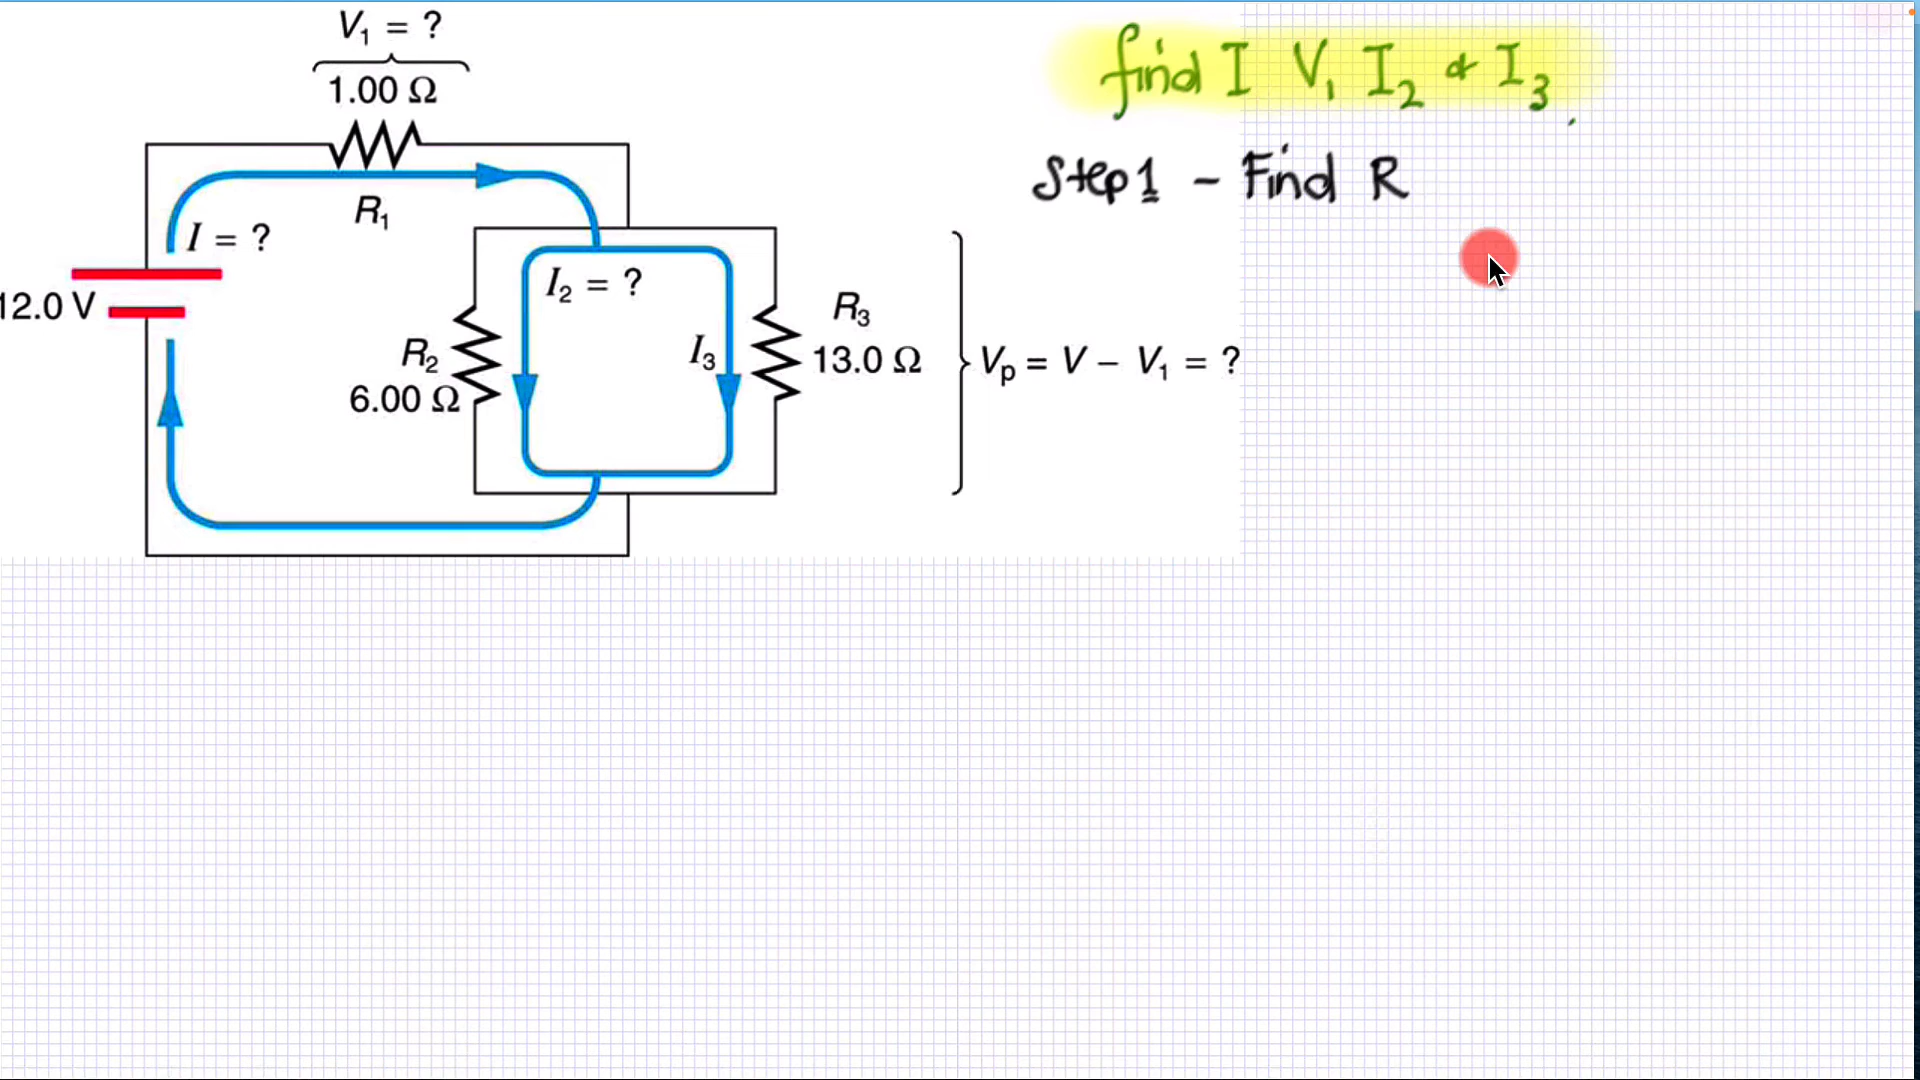 V₁ = ?
1.00 Ω
R₁
I = ?
12.0 V
I₂ = ?
R₂
6.00 Ω
I₃
R₃
13.0 Ω
Vp = V – V₁ = ?
find I V₁ I₂ & I₃.
Step 1 - Find R